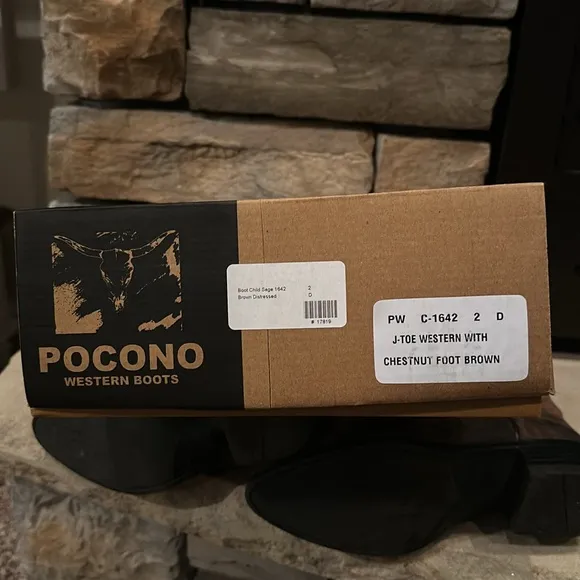 POCONO
WESTERN BOOTS
Boot Child Sage 1642 2
Brown Distressed D
# 17819
PW C-1642 2 D
J-TOE WESTERN WITH
CHESTNUT FOOT BROWN